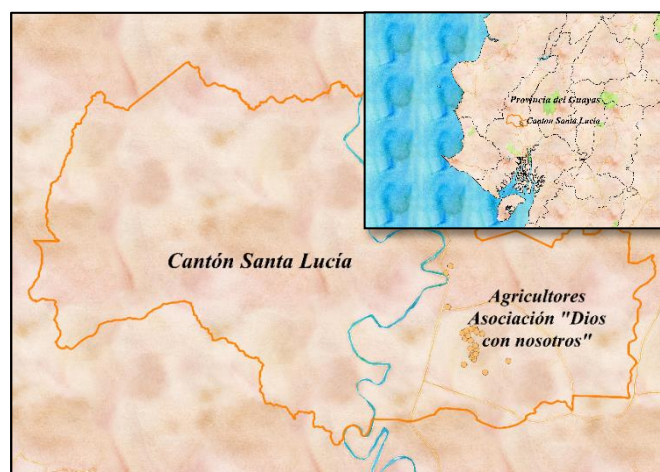 Provincia del Guayas
Cantón Santa Lucía
Cantón Santa Lucía
Agricultores
Asociación "Dios
con nosotros"